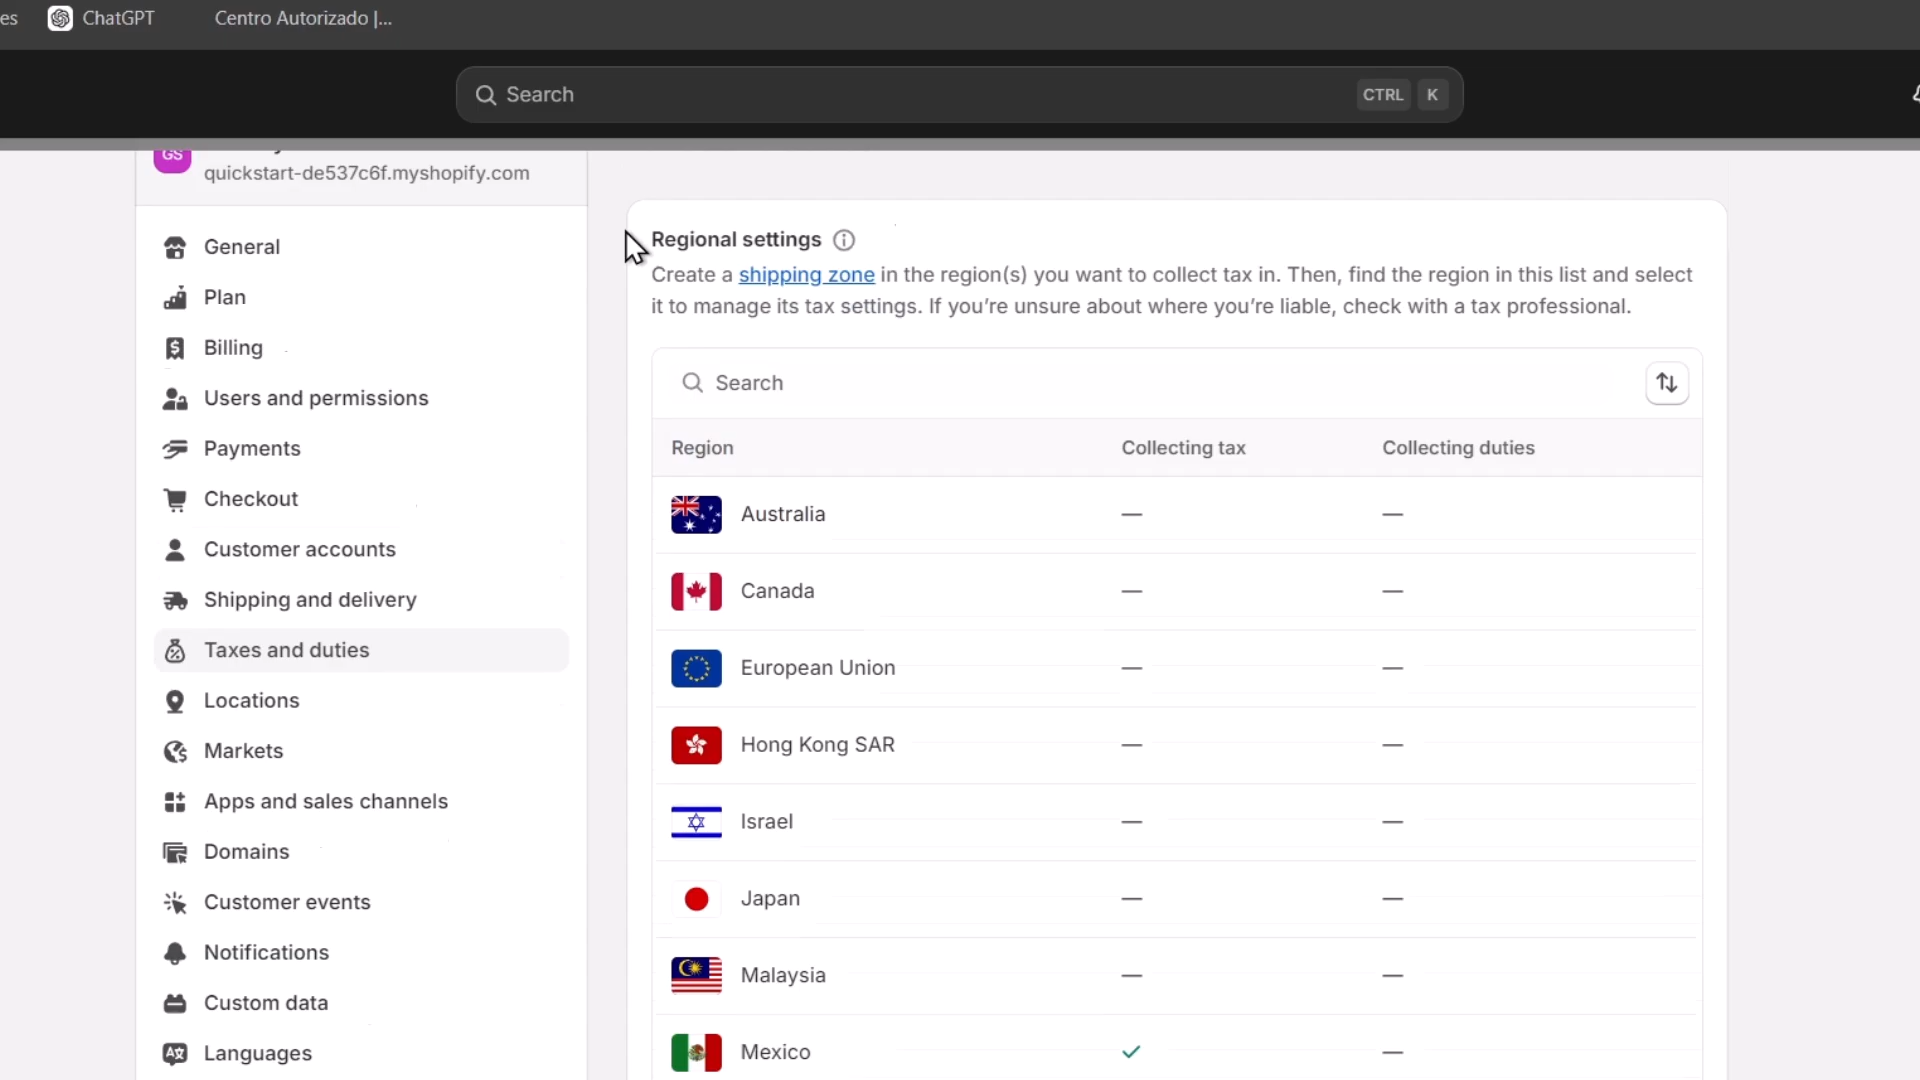 es
ChatGPT
Centro Autorizado |...
Search
CTRL K
GS
quickstart-de537c6f.myshopify.com
General
Plan
Billing
Users and permissions
Payments
Checkout
Customer accounts
Shipping and delivery
Taxes and duties
Locations
Markets
Apps and sales channels
Domains
Customer events
Notifications
Custom data
Languages
Regional settings
Create a shipping zone in the region(s) you want to collect tax in. Then, find the region in this list and select
it to manage its tax settings. If you’re unsure about where you’re liable, check with a tax professional.
Search
Region Collecting tax Collecting duties
Australia — —
Canada — —
European Union — —
Hong Kong SAR — —
Israel — —
Japan — —
Malaysia — —
Mexico ✓ —